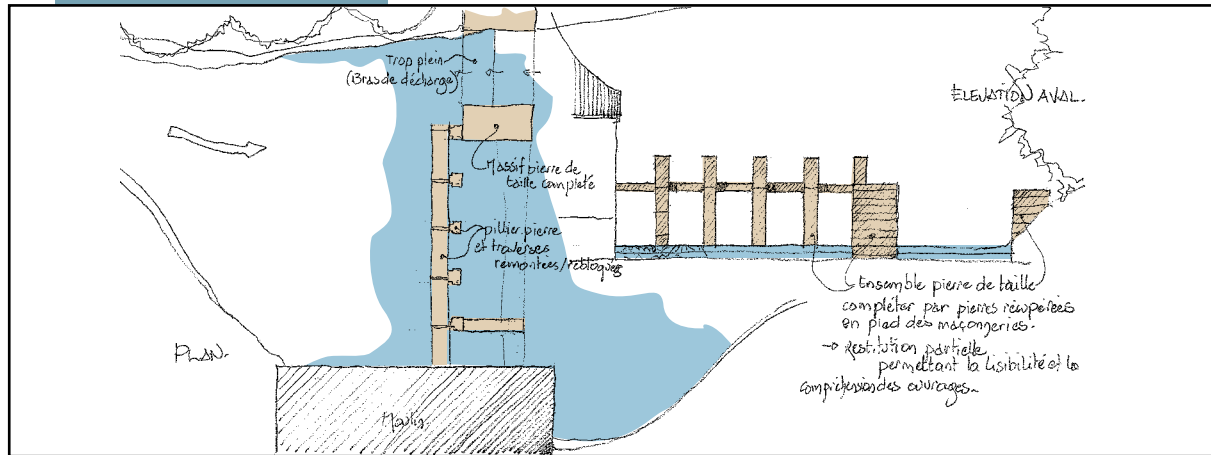 Trop plein
(Bras de décharge)
Massif pierre de
taille complété
pillier pierre
et traverses
remontées/rebloquées
PLAN.
Moulin.
ELEVATION AVAL.
Ensemble pierre de taille
compléter par pierres récupérées
en pied des maçonneries.
→ Restitution partielle
permettant la lisibilité et la
compréhension des ouvrages.